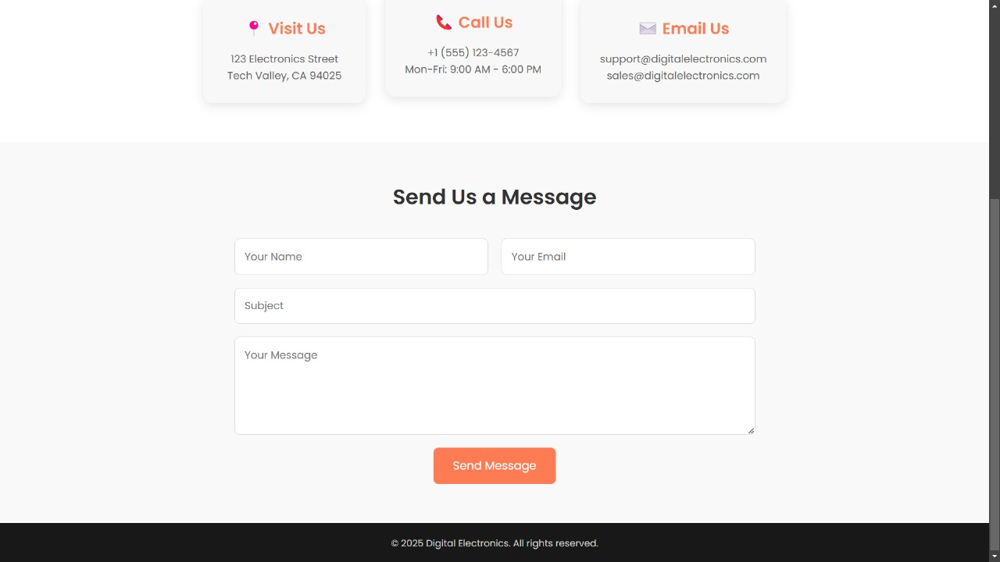 Visit Us
123 Electronics Street
Tech Valley, CA 94025
Call Us
+1 (555) 123-4567
Mon-Fri: 9:00 AM - 6:00 PM
Email Us
support@digitalelectronics.com
sales@digitalelectronics.com
Send Us a Message
Your Name
Your Email
Subject
Your Message
Send Message
© 2025 Digital Electronics. All rights reserved.